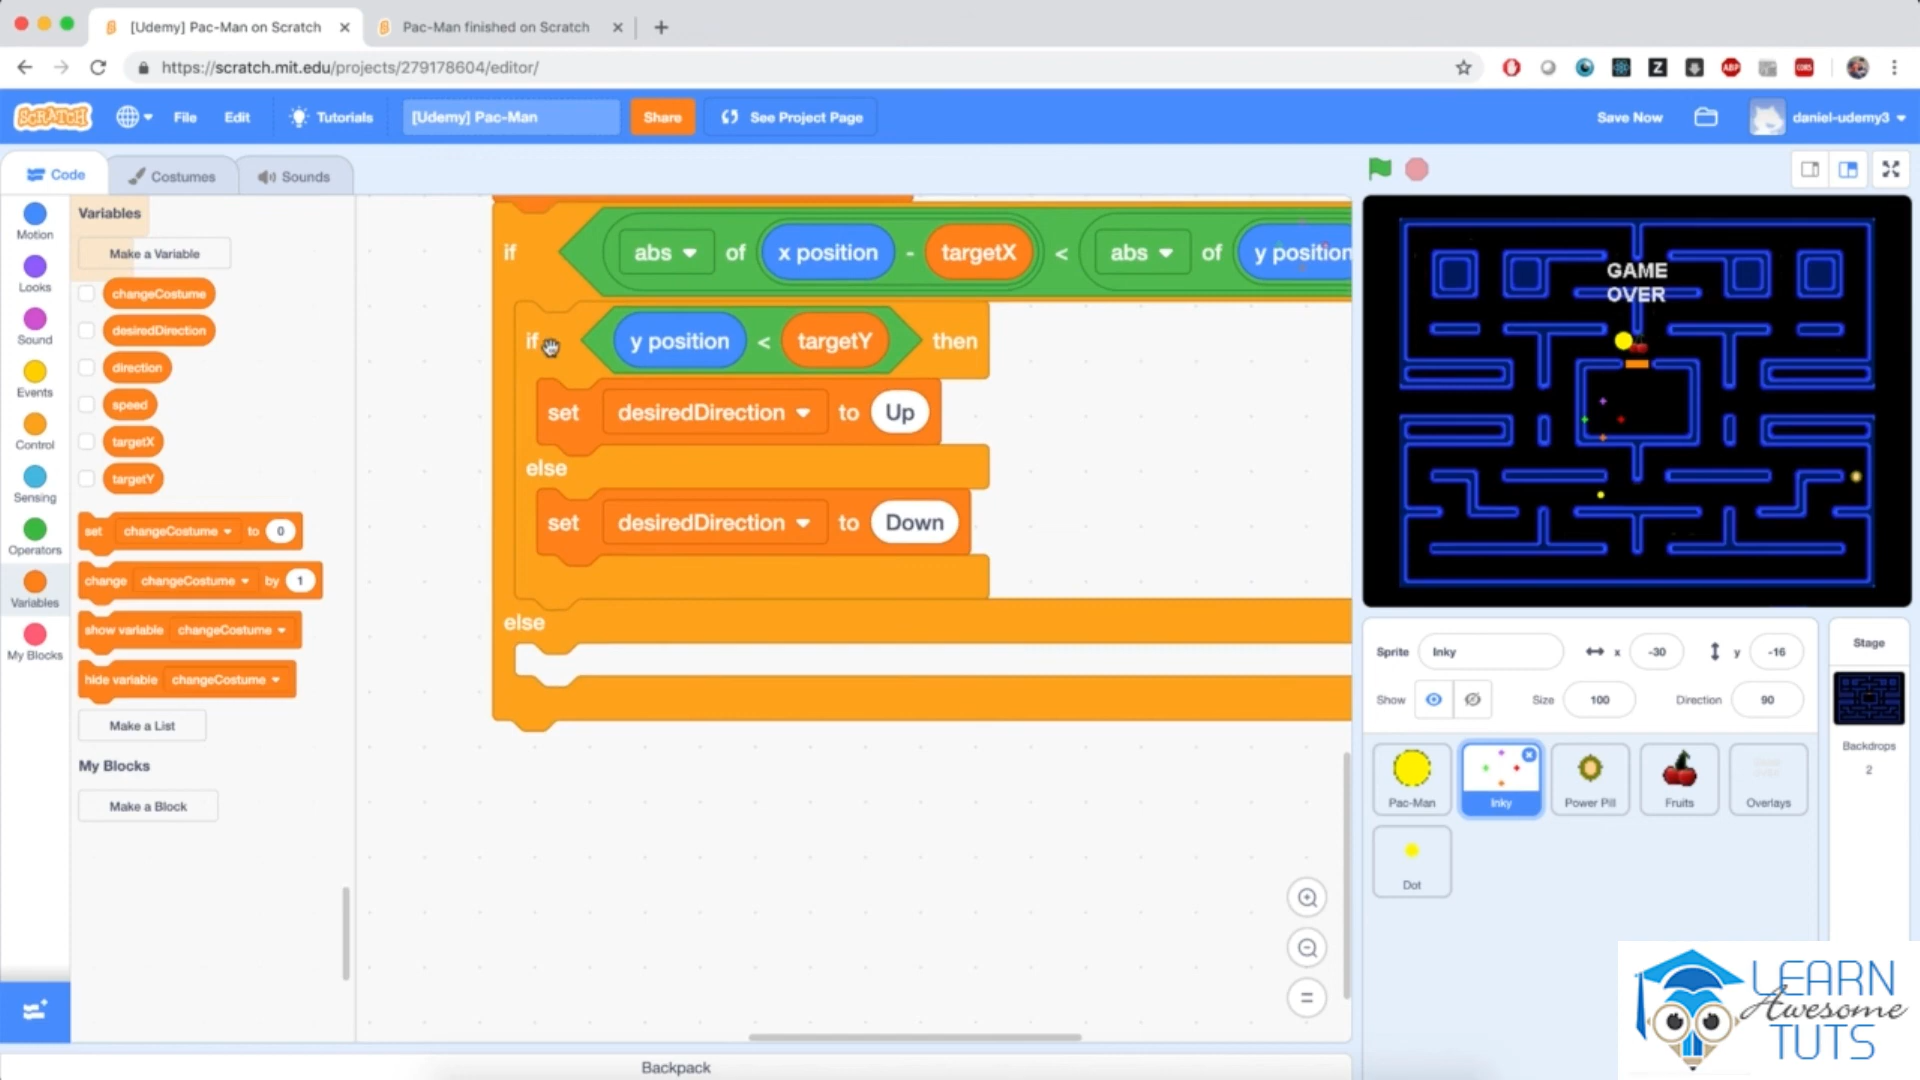 [Udemy] Pac-Man on Scratch
Pac-Man finished on Scratch
https://scratch.mit.edu/projects/279178604/editor/
ABP
CORS
SCRATCH
File
Edit
Tutorials
[Udemy] Pac-Man
Share
See Project Page
Save Now
daniel-udemy3
Code
Costumes
Sounds
Motion
Looks
Sound
Events
Control
Sensing
Operators
Variables
My Blocks
Variables
Make a Variable
changeCostume
desiredDirection
direction
speed
targetX
targetY
set changeCostume to 0
change changeCostume by 1
show variable changeCostume
hide variable changeCostume
Make a List
My Blocks
Make a Block
if abs of x position - targetX < abs of y position
if y position < targetY then
set desiredDirection to Up
else
set desiredDirection to Down
else
Backpack
GAME
OVER
Sprite Inky x -30 y -16
Show Size 100 Direction 90
Pac-Man
Inky
Power Pill
Fruits
Overlays
Dot
Stage
Backdrops
2
LEARN
Awesome
TUTS